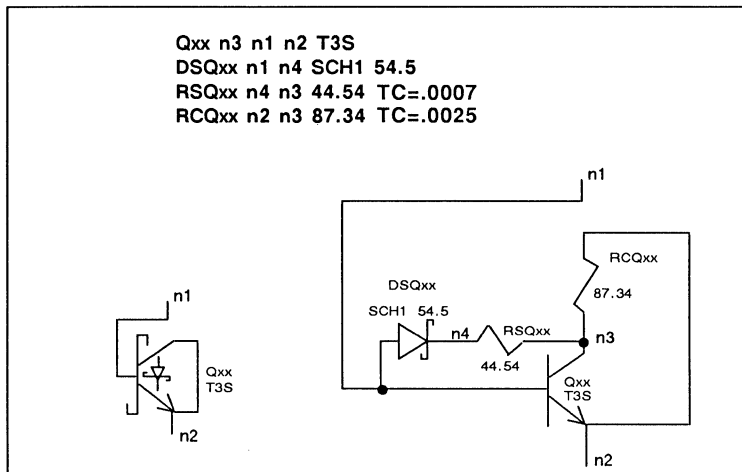 Qxx n3 n1 n2 T3S
DSQxx n1 n4 SCH1 54.5
RSQxx n4 n3 44.54 TC=.0007
RCQxx n2 n3 87.34 TC=.0025
n1
RCQxx
87.34
DSQxx
SCH1 54.5
n4
RSQxx
44.54
n3
Qxx
T3S
n2
n1
Qxx
T3S
n2